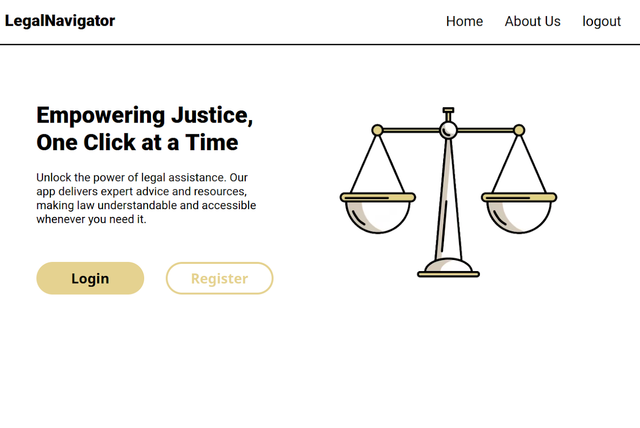 LegalNavigator
Home About Us logout
Empowering Justice,
One Click at a Time
Unlock the power of legal assistance. Our
app delivers expert advice and resources,
making law understandable and accessible
whenever you need it.
Login Register